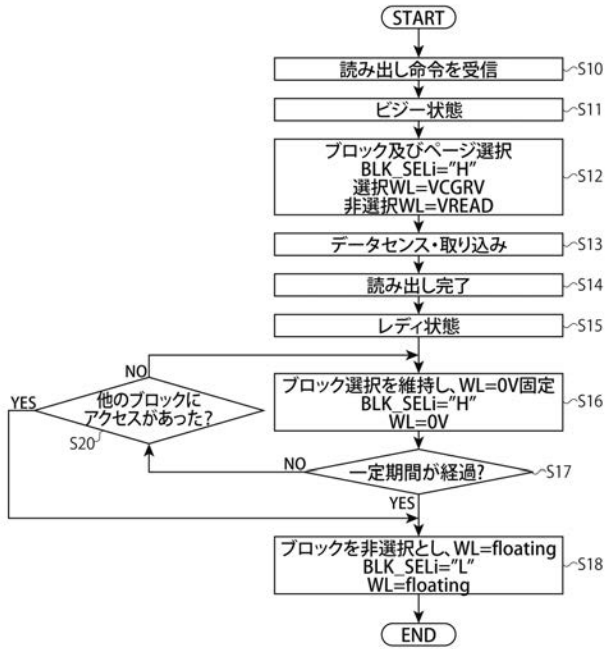 START
読み出し命令を受信
S10
ビジー状態
S11
ブロック及びページ選択
BLK_SELi="H"
選択WL=VCGRV
非選択WL=VREAD
S12
データセンス・取り込み
S13
読み出し完了
S14
レディ状態
S15
NO
YES
他のブロックに
アクセスがあった?
S20
ブロック選択を維持し、WL=0V固定
BLK_SELi="H"
WL=0V
S16
NO
一定期間が経過?
S17
YES
ブロックを非選択とし、WL=floating
BLK_SELi="L"
WL=floating
S18
END